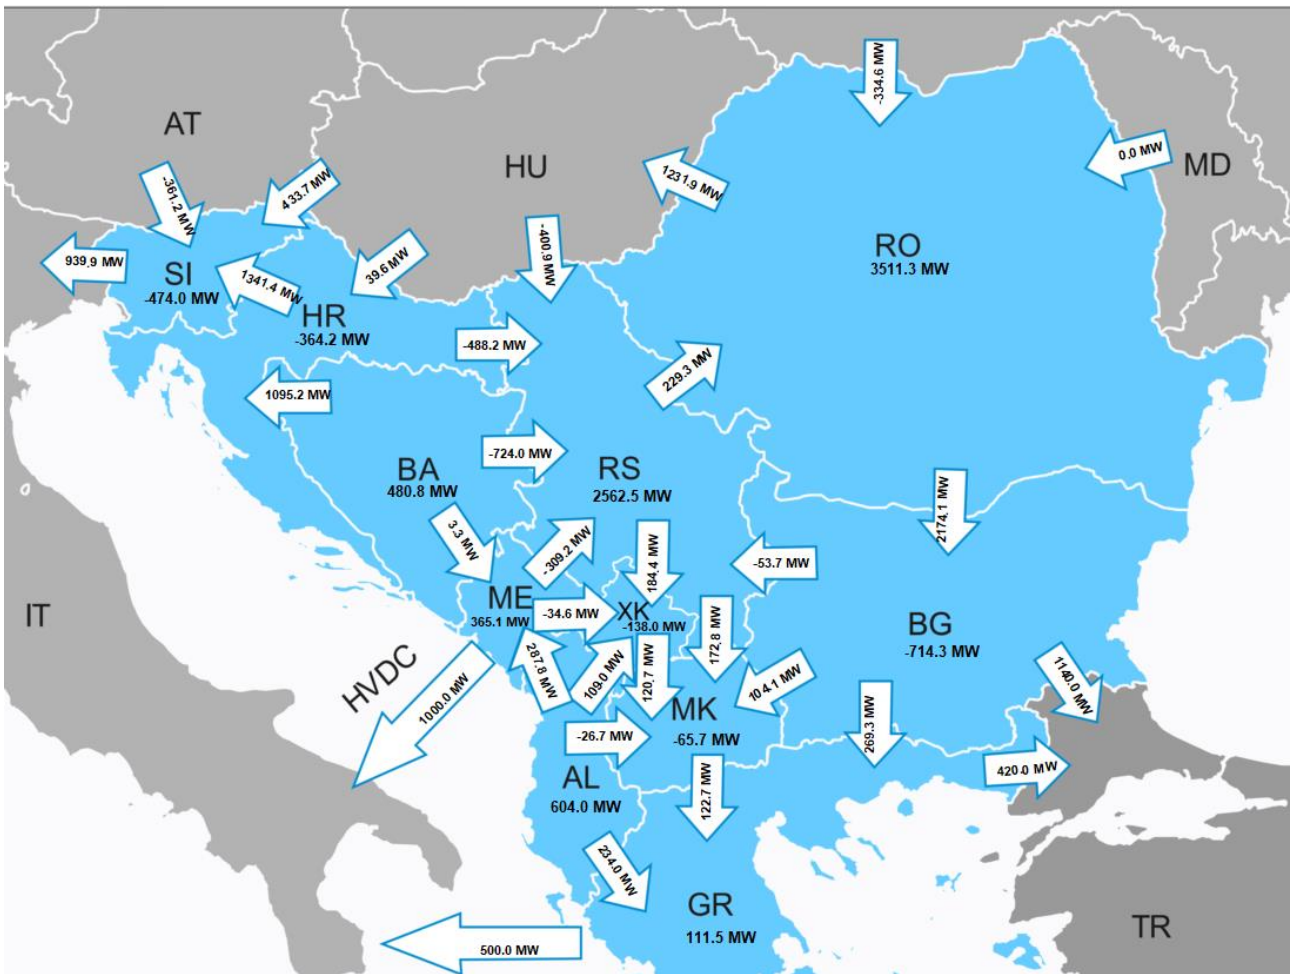 -334.6 MW
AT
HU
0.0 MW
MD
-361.2 MW
433.7 MW
1231.9 MW
939.9 MW
SI
-474.0 MW
1341.4 MW
39.6 MW
-400.9 MW
RO
3511.3 MW
HR
-364.2 MW
-488.2 MW
229.3 MW
1095.2 MW
BA
480.8 MW
-724.0 MW
RS
2562.5 MW
2174.1 MW
3.3 MW
-309.2 MW
184.4 MW
-53.7 MW
IT
ME
365.1 MW
-34.6 MW
XK
-138.0 MW
172.8 MW
BG
-714.3 MW
HVDC
1000.0 MW
287.8 MW
109.0 MW
120.7 MW
104.1 MW
1140.0 MW
MK
-65.7 MW
-26.7 MW
269.3 MW
420.0 MW
AL
604.0 MW
122.7 MW
234.0 MW
GR
111.5 MW
TR
500.0 MW